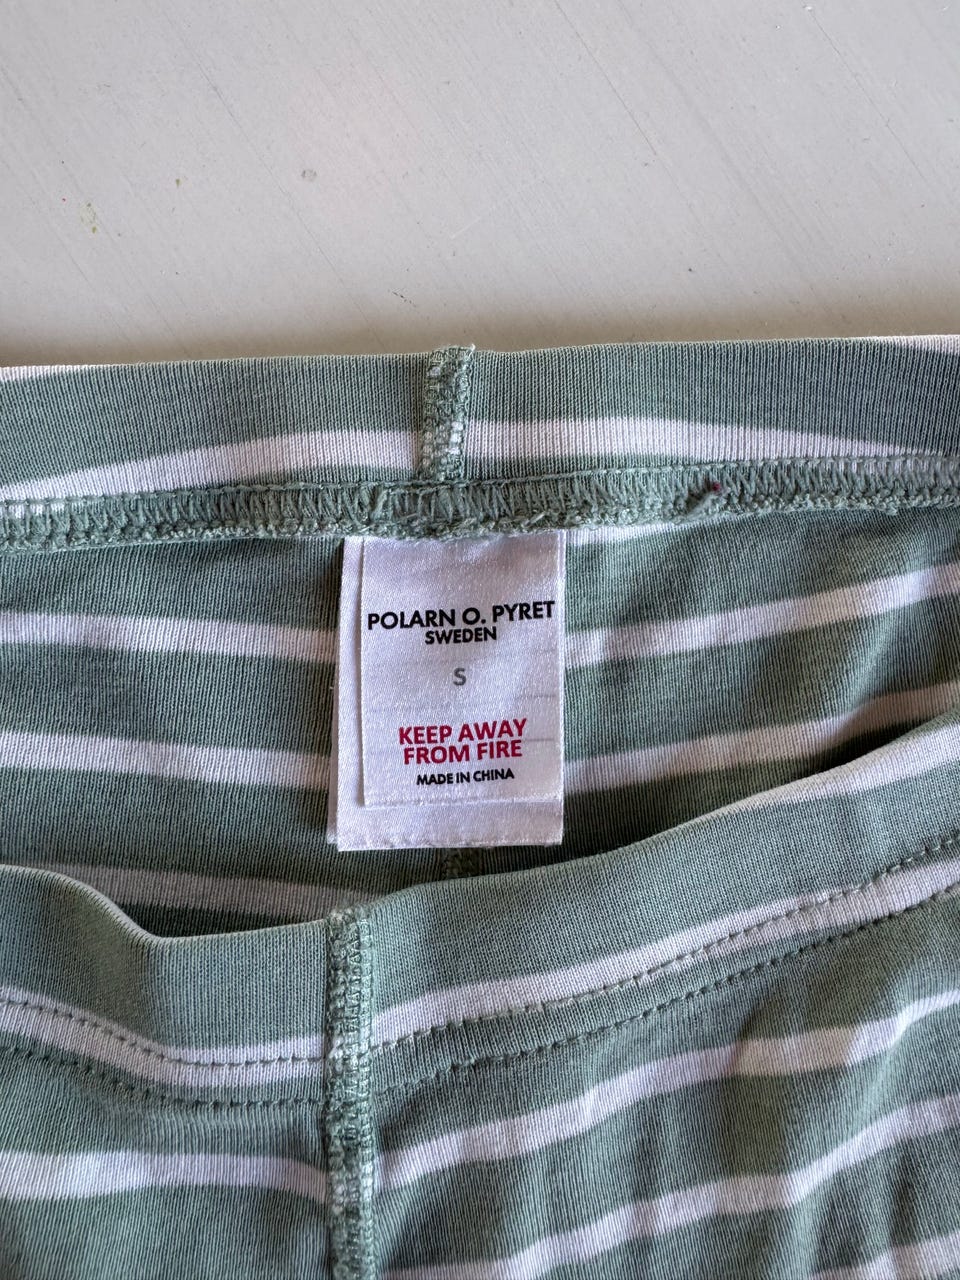 POLARN O. PYRET
SWEDEN
S
KEEP AWAY
FROM FIRE
MADE IN CHINA